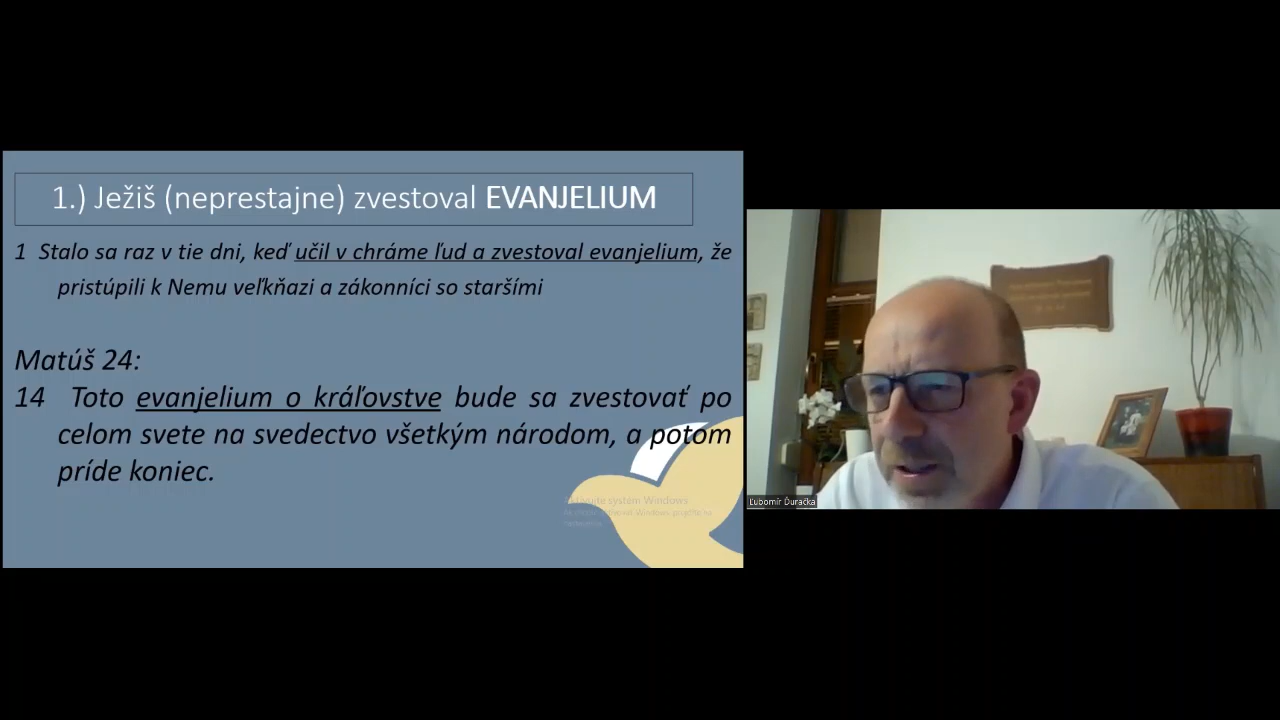 1.) Ježiš (neprestajne) zvestoval EVANJELIUM
1 Stalo sa raz v tie dni, keď učil v chráme ľud a zvestoval evanjelium, že
pristúpili k Nemu veľkňazi a zákonníci so staršími
Matúš 24:
14 Toto evanjelium o kráľovstve bude sa zvestovať po
celom svete na svedectvo všetkým národom, a potom
príde koniec.
systém Windows
Ľubomír Ďuračka